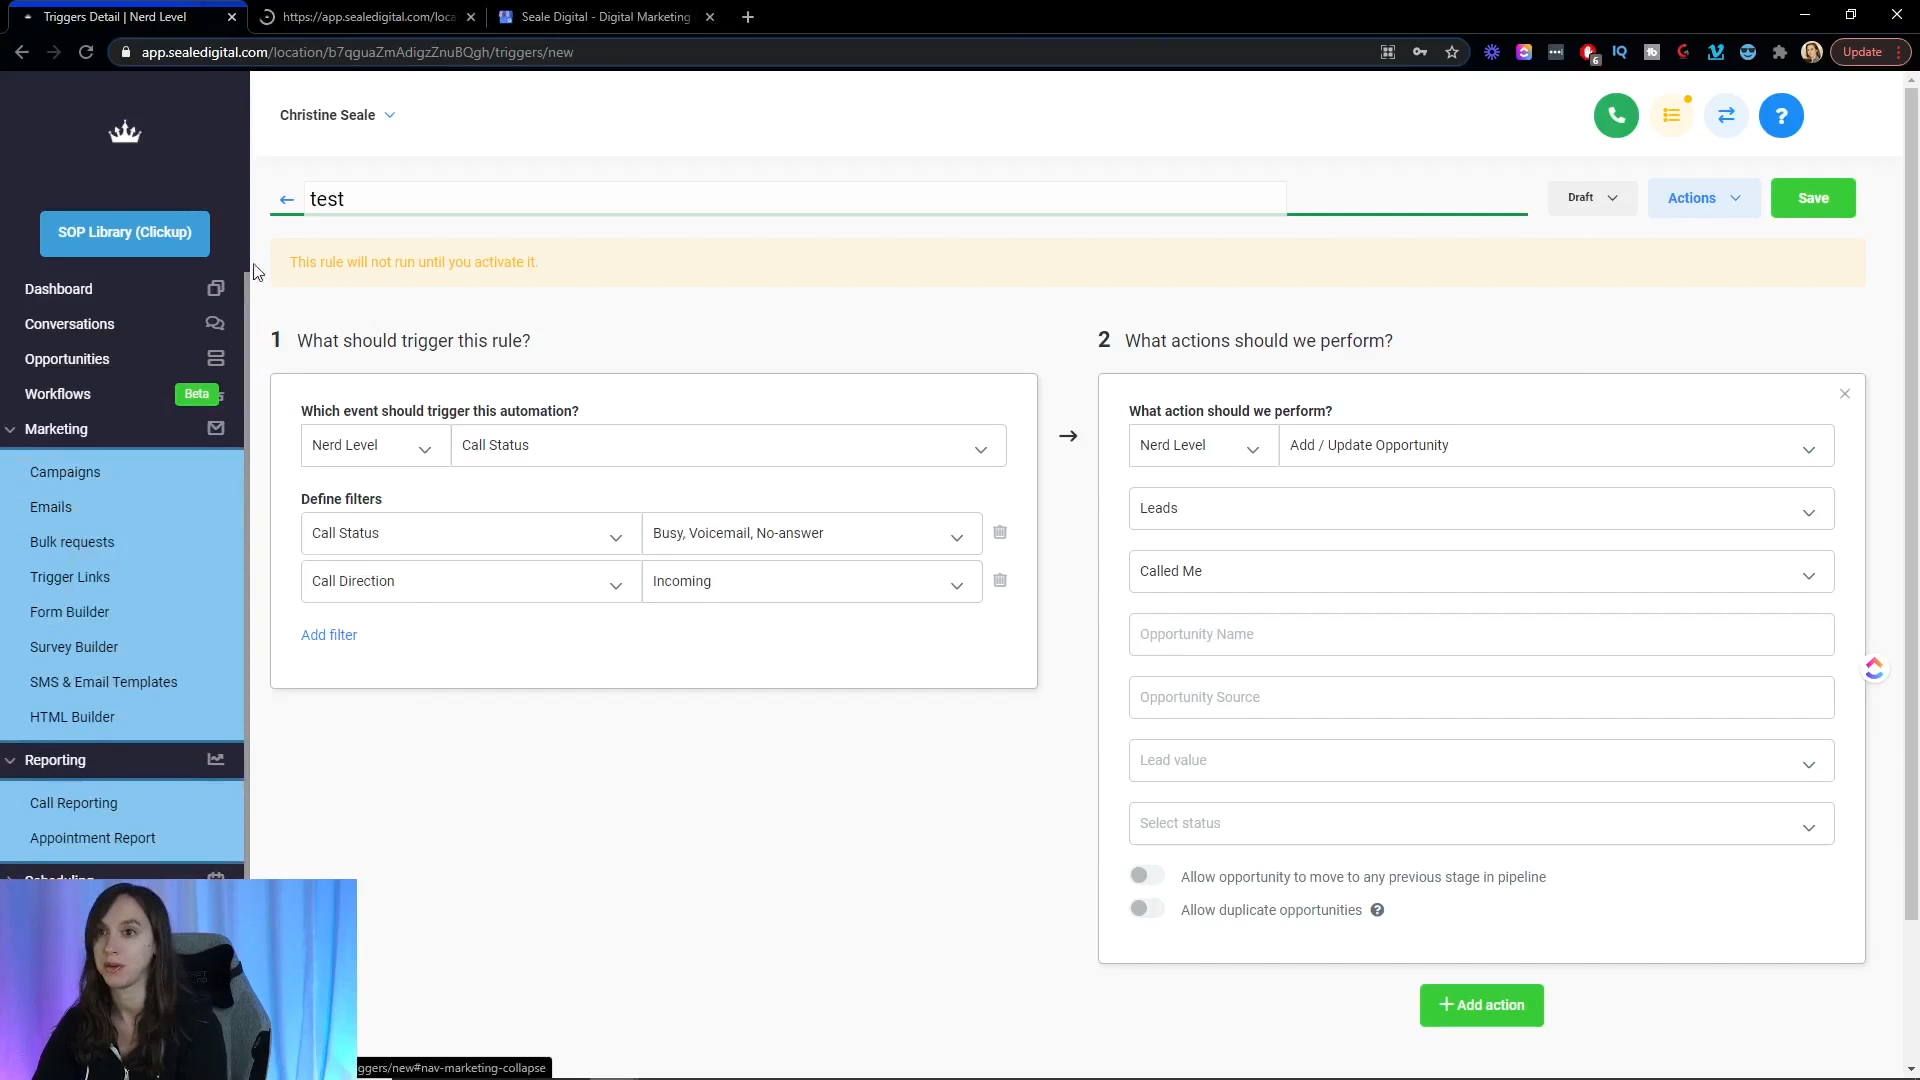 Triggers Detail | Nerd Level
https://app.sealedigital.com/loca
Seale Digital - Digital Marketing
app.sealedigital.com/location/b7qguaZmAdigzZnuBQgh/triggers/new
6
IQ
Update
Christine Seale
?
SOP Library (Clickup)
test
Draft
Actions
Save
This rule will not run until you activate it.
Dashboard
Conversations
Opportunities
Workflows
Beta
Marketing
Campaigns
Emails
Bulk requests
Trigger Links
Form Builder
Survey Builder
SMS & Email Templates
HTML Builder
Reporting
Call Reporting
Appointment Report
Scheduling
1 What should trigger this rule?
Which event should trigger this automation?
Nerd Level
Call Status
Define filters
Call Status
Busy, Voicemail, No-answer
Call Direction
Incoming
Add filter
2 What actions should we perform?
What action should we perform?
Nerd Level
Add / Update Opportunity
Leads
Called Me
Opportunity Name
Opportunity Source
Lead value
Select status
Allow opportunity to move to any previous stage in pipeline
Allow duplicate opportunities ?
+ Add action
ggers/new#nav-marketing-collapse